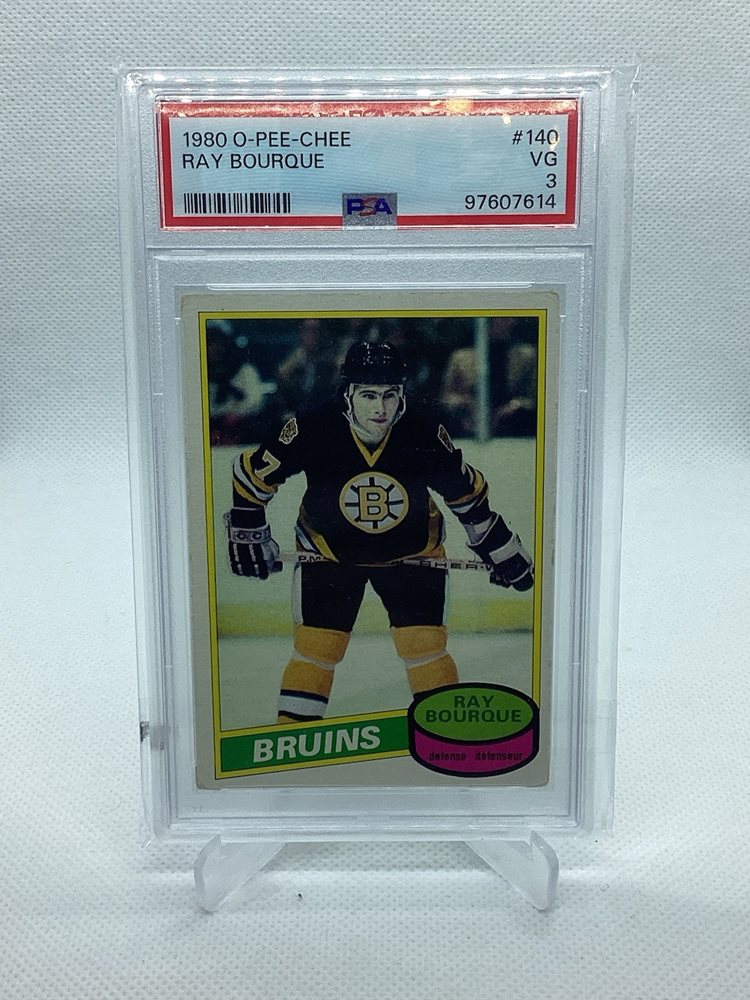 1980 O-PEE-CHEE #140
RAY BOURQUE VG
3
PSA 97607614
7
B
RAY
BOURQUE
BRUINS
defense défenseur